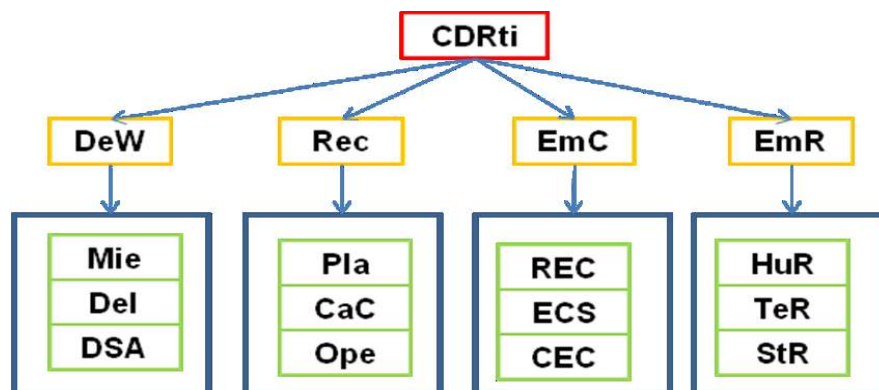 CDRti
DeW Rec EmC EmR
Mie Pla REC HuR
Del CaC ECS TeR
DSA Ope CEC StR